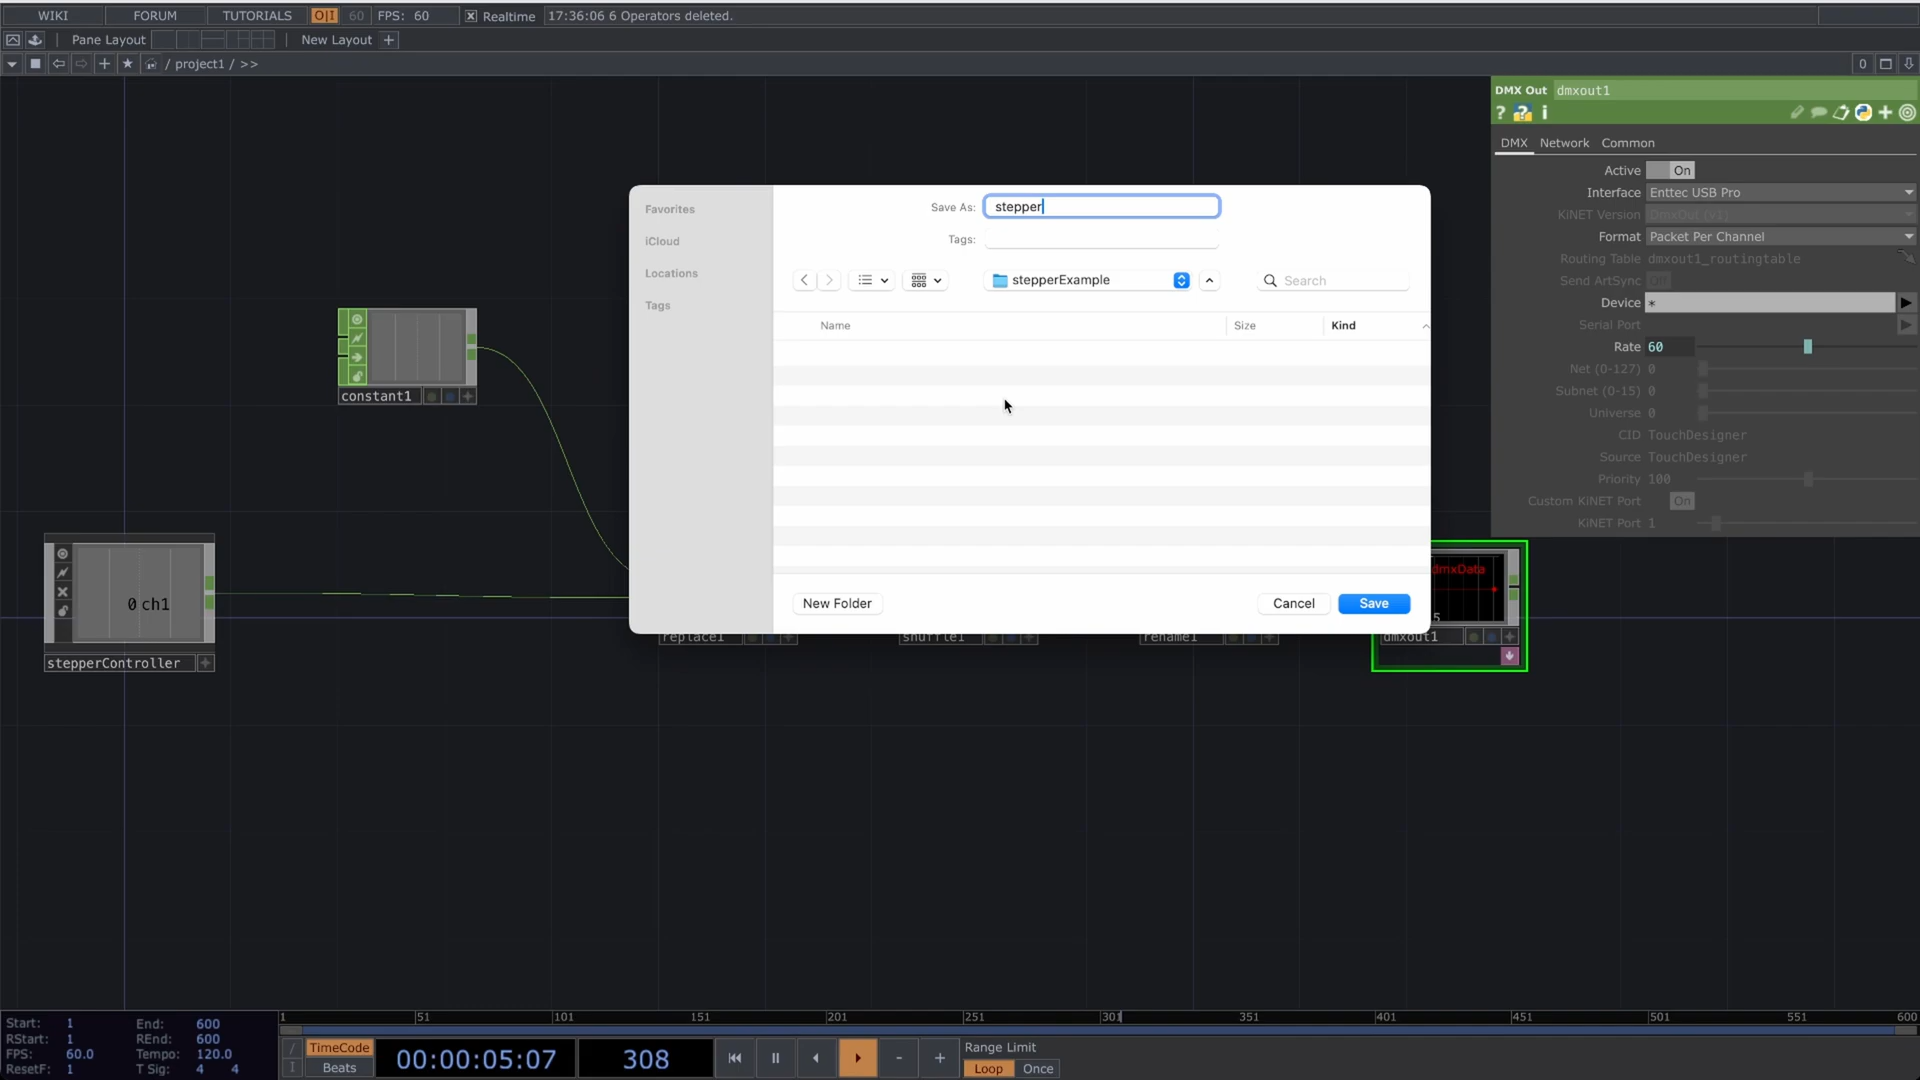 WIKI FORUM TUTORIALS O|I 60 FPS: 60 Realtime 17:36:06 6 Operators deleted.
Pane Layout New Layout +
/ project1 / >> 0
DMX Out dmxout1
? ? i
DMX Network Common
Active On
Interface Enttec USB Pro
KiNET Version DmxOut (v1)
Format Packet Per Channel
Routing Table dmxout1_routingtable
Send ArtSync On
Device *
Serial Port
Rate 60
Net (0-127) 0
Subnet (0-15) 0
Universe 0
CID TouchDesigner
Source TouchDesigner
Priority 100
Custom KiNET Port On
KiNET Port 1
Favorites
iCloud
Locations
Tags
Save As: stepper
Tags:
stepperExample
Search
Name Size Kind
New Folder Cancel Save
constant1
0 ch1
stepperController
replace1
shuffle1
rename1
dmxData
5
dmxout1
1 51 101 151 201 251 301 351 401 451 501 551 600
Start: 1 End: 600
RStart: 1 REnd: 600
FPS: 60.0 Tempo: 120.0
ResetF: 1 T Sig: 4 4
/
I
TimeCode
Beats
00:00:05:07
308
- +
Range Limit
Loop Once